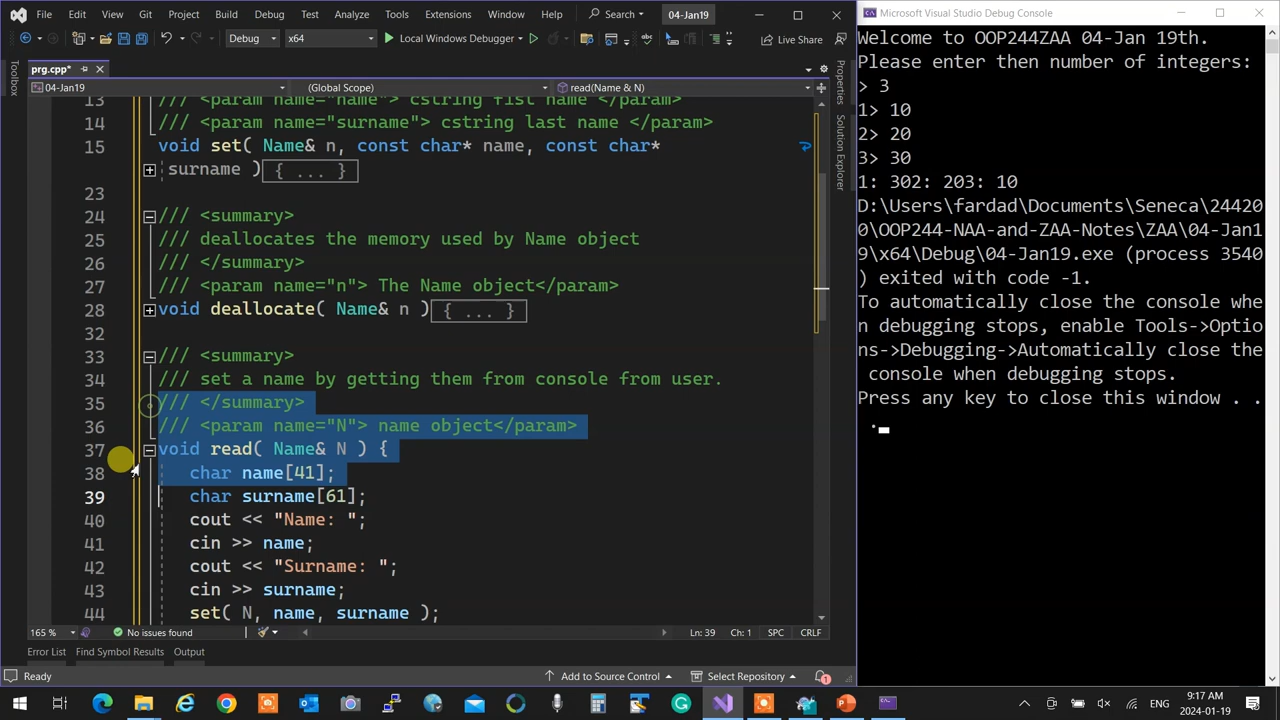 File Edit View Git Project Build Debug Test Analyze Tools Extensions Window Help Search 04-Jan19
Debug x64 Local Windows Debugger Live Share
prg.cpp*
04-Jan19 (Global Scope) read(Name & N)
Toolbox
Properties
Solution Explorer
13 /// <param name="name"> cstring fist name </param>
14 /// <param name="surname"> cstring last name </param>
15 void set( Name& n, const char* name, const char*
surname ) { ... }
23
24 /// <summary>
25 /// deallocates the memory used by Name object
26 /// </summary>
27 /// <param name="n"> The Name object</param>
28 void deallocate( Name& n ) { ... }
32
33 /// <summary>
34 /// set a name by getting them from console from user.
35 /// </summary>
36 /// <param name="N"> name object</param>
37 void read( Name& N ) {
38 char name[41];
39 char surname[61];
40 cout << "Name: ";
41 cin >> name;
42 cout << "Surname: ";
43 cin >> surname;
44 set( N, name, surname );
165 % No issues found Ln: 39 Ch: 1 SPC CRLF
Error List Find Symbol Results Output
Ready Add to Source Control Select Repository 1
Microsoft Visual Studio Debug Console
Welcome to OOP244ZAA 04-Jan 19th.
Please enter then number of integers:
> 3
1> 10
2> 20
3> 30
1: 302: 203: 10
D:\Users\fardad\Documents\Seneca\24420
0\OOP244-NAA-and-ZAA-Notes\ZAA\04-Jan1
9\x64\Debug\04-Jan19.exe (process 3540
) exited with code -1.
To automatically close the console whe
n debugging stops, enable Tools->Optio
ns->Debugging->Automatically close the
console when debugging stops.
Press any key to close this window . .
.
ENG 9:17 AM
2024-01-19